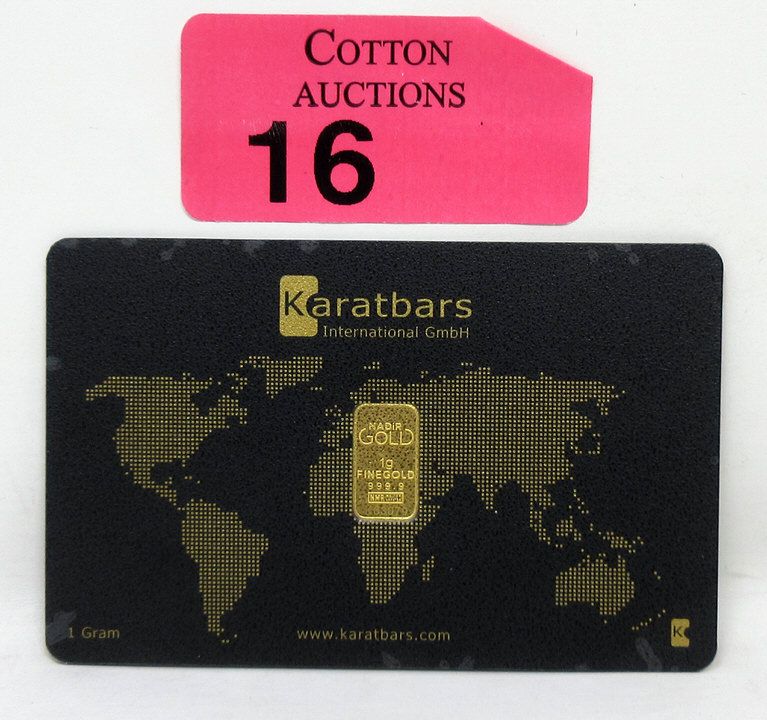 COTTON
AUCTIONS
16
Karatbars
International GmbH
NADIR
GOLD
1g
FINEGOLD
999.9
1 Gram
www.karatbars.com
K